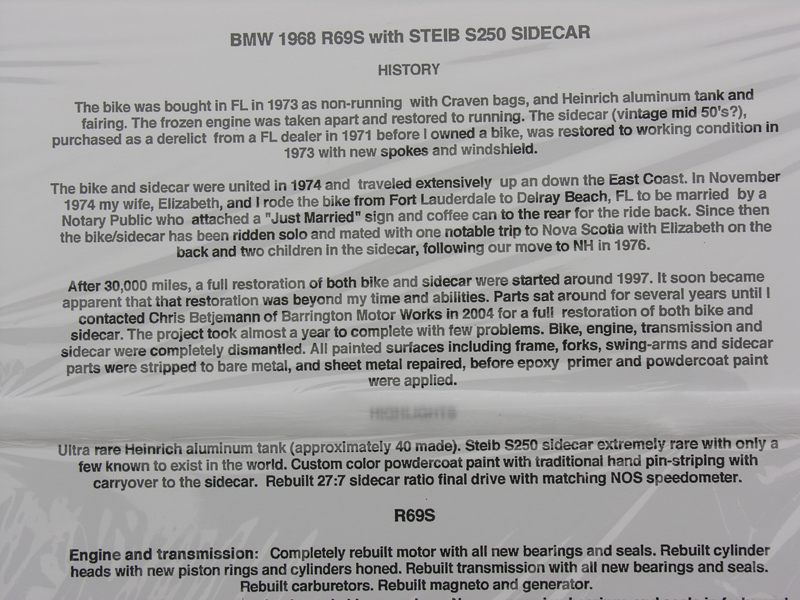 BMW 1968 R69S with STEIB S250 SIDECAR
HISTORY
The bike was bought in FL in 1973 as non-running with Craven bags, and Heinrich aluminum tank and
fairing. The frozen engine was taken apart and restored to running. The sidecar (vintage mid 50's?),
purchased as a derelict from a FL dealer in 1971 before I owned a bike, was restored to working condition in
1973 with new spokes and windshield.
The bike and sidecar were united in 1974 and traveled extensively up an down the East Coast. In November
1974 my wife, Elizabeth, and I rode the bike from Fort Lauderdale to Delray Beach, FL to be married by a
Notary Public who attached a "Just Married" sign and coffee can to the rear for the ride back. Since then
the bike/sidecar has been ridden solo and mated with one notable trip to Nova Scotia with Elizabeth on the
back and two children in the sidecar, following our move to NH in 1976.
After 30,000 miles, a full restoration of both bike and sidecar were started around 1997. It soon became
apparent that that restoration was beyond my time and abilities. Parts sat around for several years until I
contacted Chris Betjemann of Barrington Motor Works in 2004 for a full restoration of both bike and
sidecar. The project took almost a year to complete with few problems. Bike, engine, transmission and
sidecar were completely dismantled. All painted surfaces including frame, forks, swing-arms and sidecar
parts were stripped to bare metal, and sheet metal repaired, before epoxy primer and powdercoat paint
were applied.
HIGHLIGHTS
Ultra rare Heinrich aluminum tank (approximately 40 made). Steib S250 sidecar extremely rare with only a
few known to exist in the world. Custom color powdercoat paint with traditional hand pin-striping with
carryover to the sidecar. Rebuilt 27:7 sidecar ratio final drive with matching NOS speedometer.
R69S
Engine and transmission: Completely rebuilt motor with all new bearings and seals. Rebuilt cylinder
heads with new piston rings and cylinders honed. Rebuilt transmission with all new bearings and seals.
Rebuilt carburetors. Rebuilt magneto and generator.